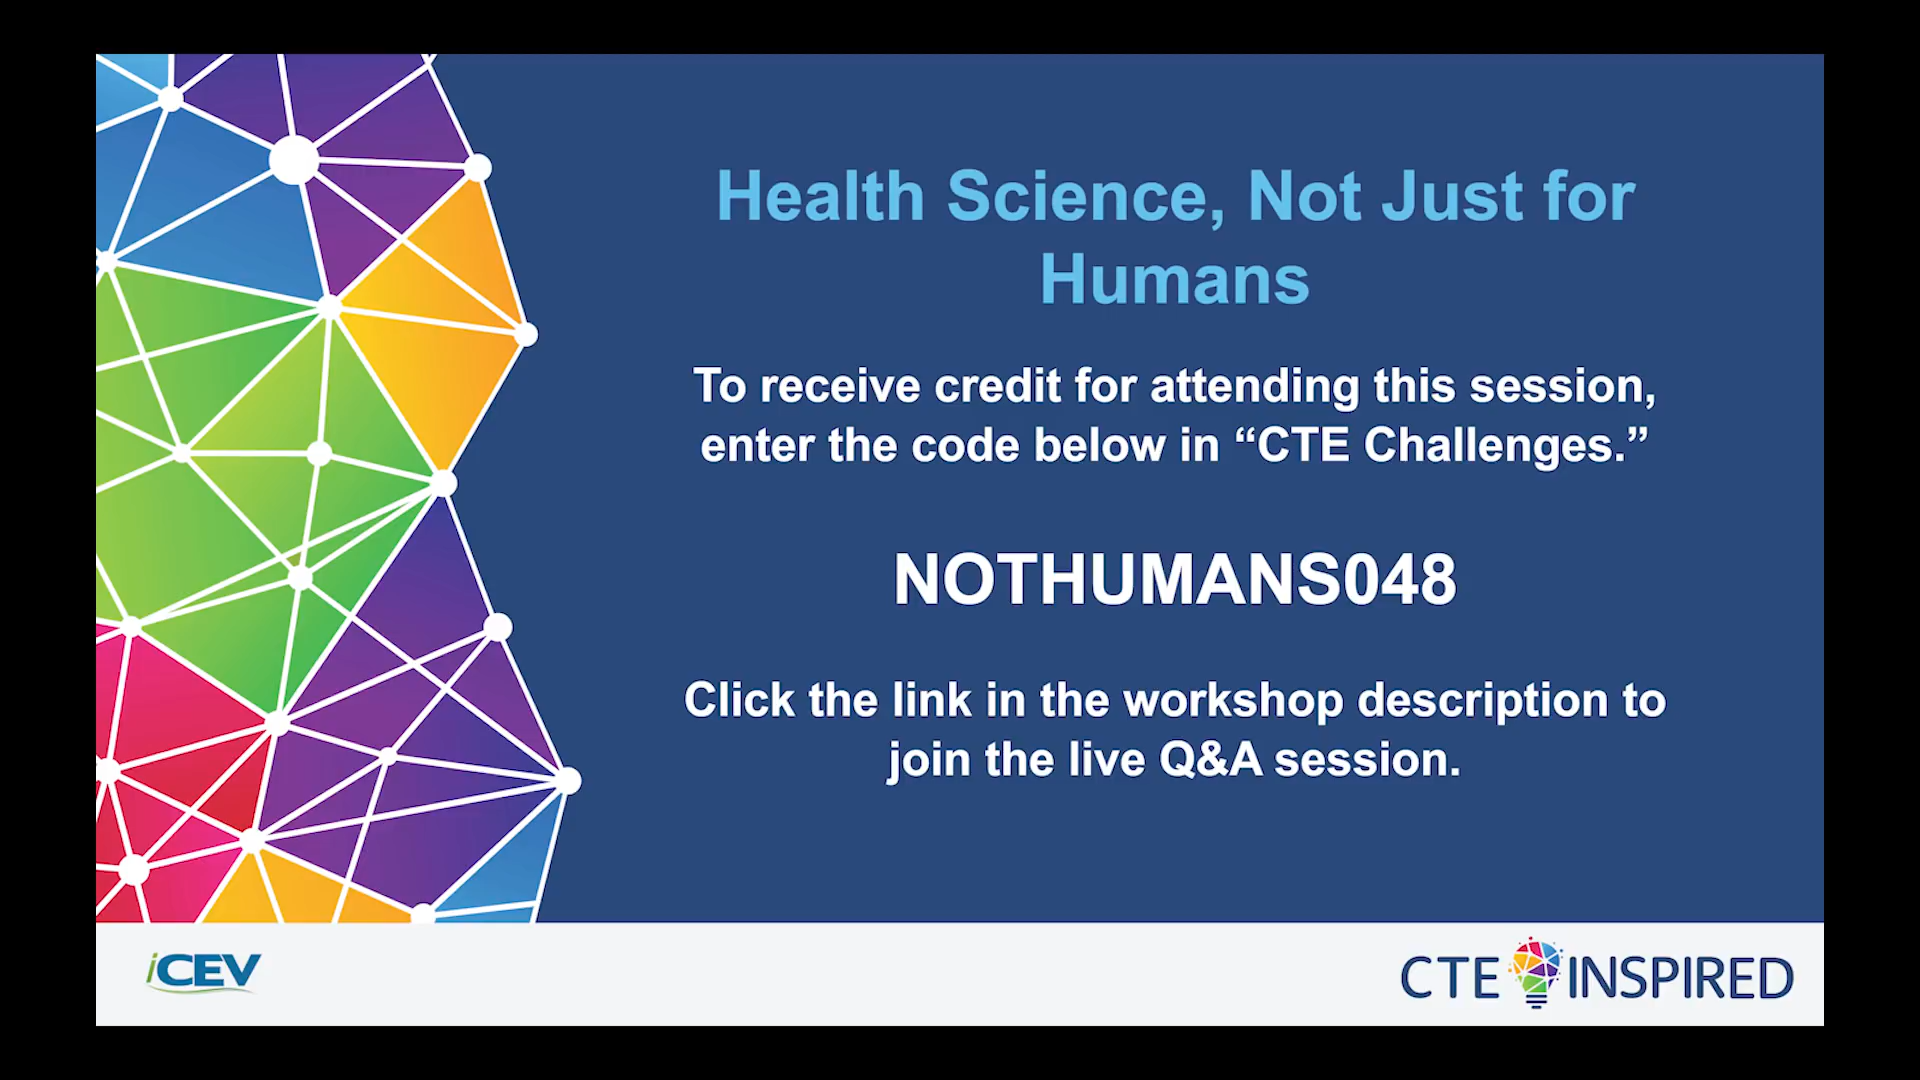 Health Science, Not Just for
Humans
To receive credit for attending this session,
enter the code below in “CTE Challenges.”
NOTHUMANS048
Click the link in the workshop description to
join the live Q&A session.
iCEV
CTE INSPIRED